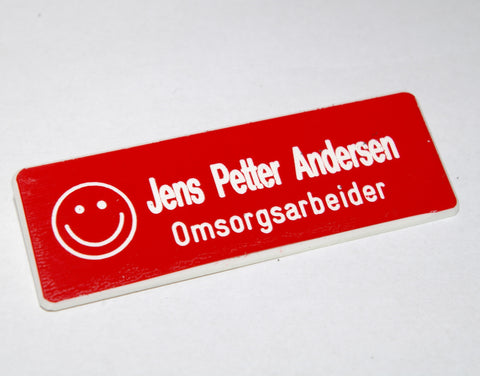 Jens Petter Andersen
Omsorgsarbeider